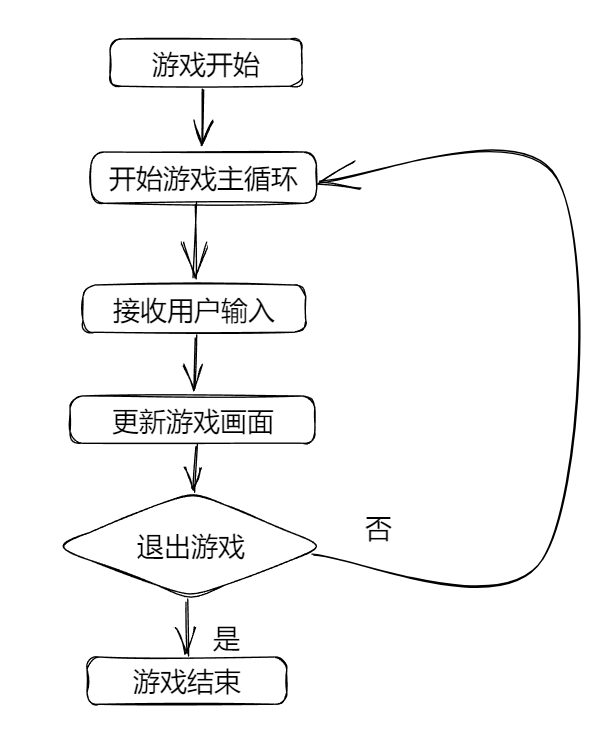 游戏开始
开始游戏主循环
接收用户输入
更新游戏画面
退出游戏
否
是
游戏结束